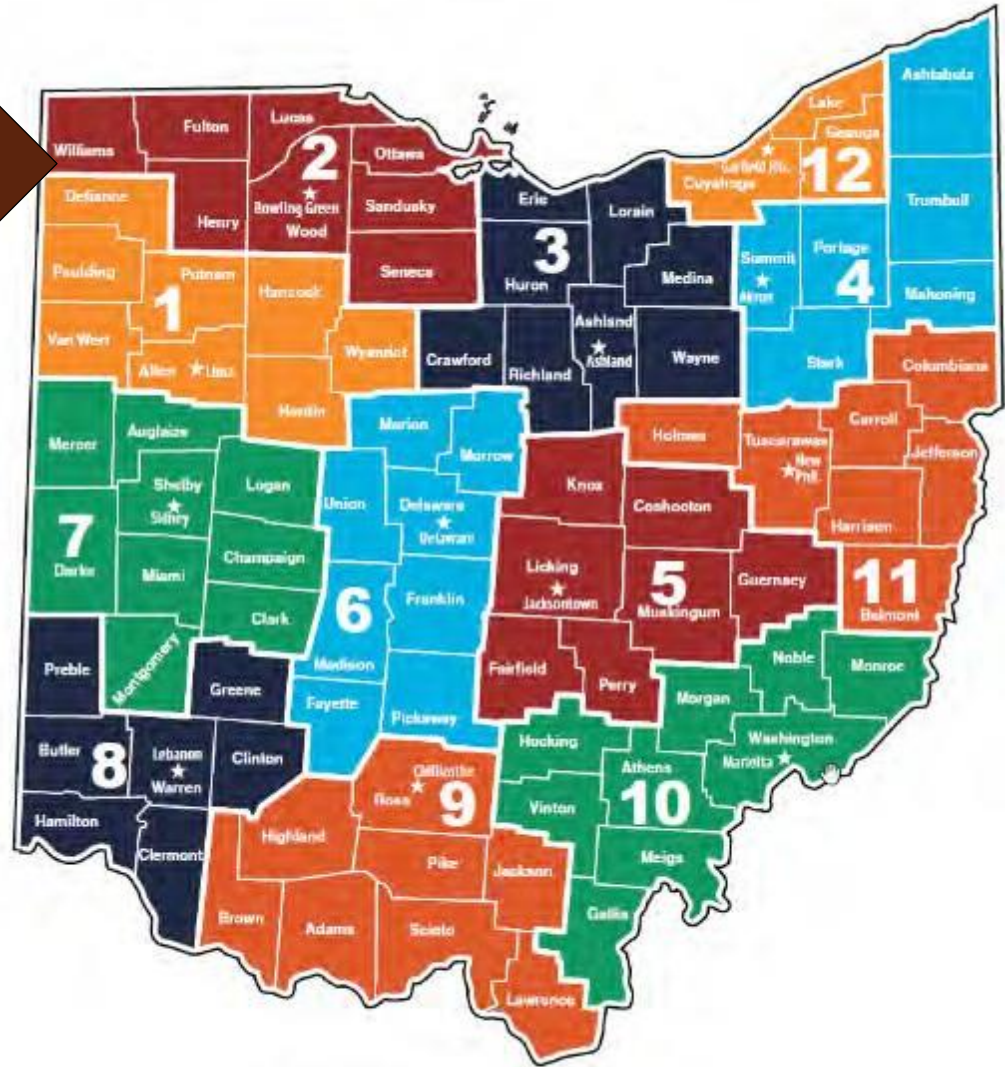 Ashtabula
Lake
Geauga
Garfield Hts.
12
Cuyahoga
Williams
Fulton
Lucas
2
Ottawa
Bowling Green
Wood
Sandusky
Henry
Seneca
Erie
Lorain
3
Huron
Medina
Trumbull
Summit
Portage
Akron
4
Mahoning
Stark
Defiance
Paulding
Putnam
1
Hancock
Van Wert
Allen
Lima
Wyandot
Hardin
Crawford
Richland
Ashland
Ashland
Wayne
Columbiana
Holmes
Tuscarawas
New
Phil.
Carroll
Jefferson
Harrison
11
Belmont
Mercer
Auglaize
Shelby
Sidney
Logan
7
Darke
Miami
Champaign
Clark
Montgomery
Marion
Morrow
Union
Delaware
Delaware
6
Franklin
Madison
Fayette
Pickaway
Knox
Coshocton
Licking
Jacksontown
5
Muskingum
Guernsey
Fairfield
Perry
Preble
Greene
Butler
8
Lebanon
Warren
Clinton
Hamilton
Clermont
Noble
Monroe
Morgan
Washington
Marietta
Hocking
Athens
Vinton
10
Meigs
Gallia
Chillicothe
Ross
9
Highland
Pike
Jackson
Brown
Adams
Scioto
Lawrence